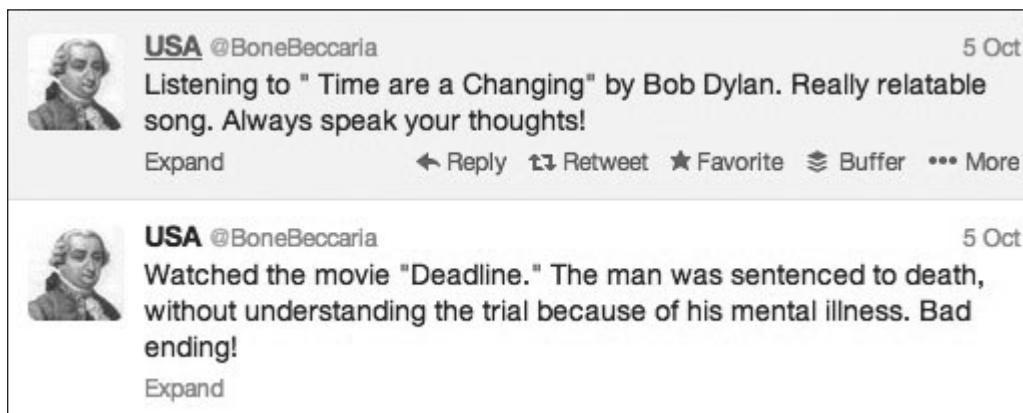 USA @BoneBeccaria 5 Oct
Listening to " Time are a Changing" by Bob Dylan. Really relatable
song. Always speak your thoughts!
Expand Reply Retweet Favorite Buffer More
USA @BoneBeccaria 5 Oct
Watched the movie "Deadline." The man was sentenced to death,
without understanding the trial because of his mental illness. Bad
ending!
Expand